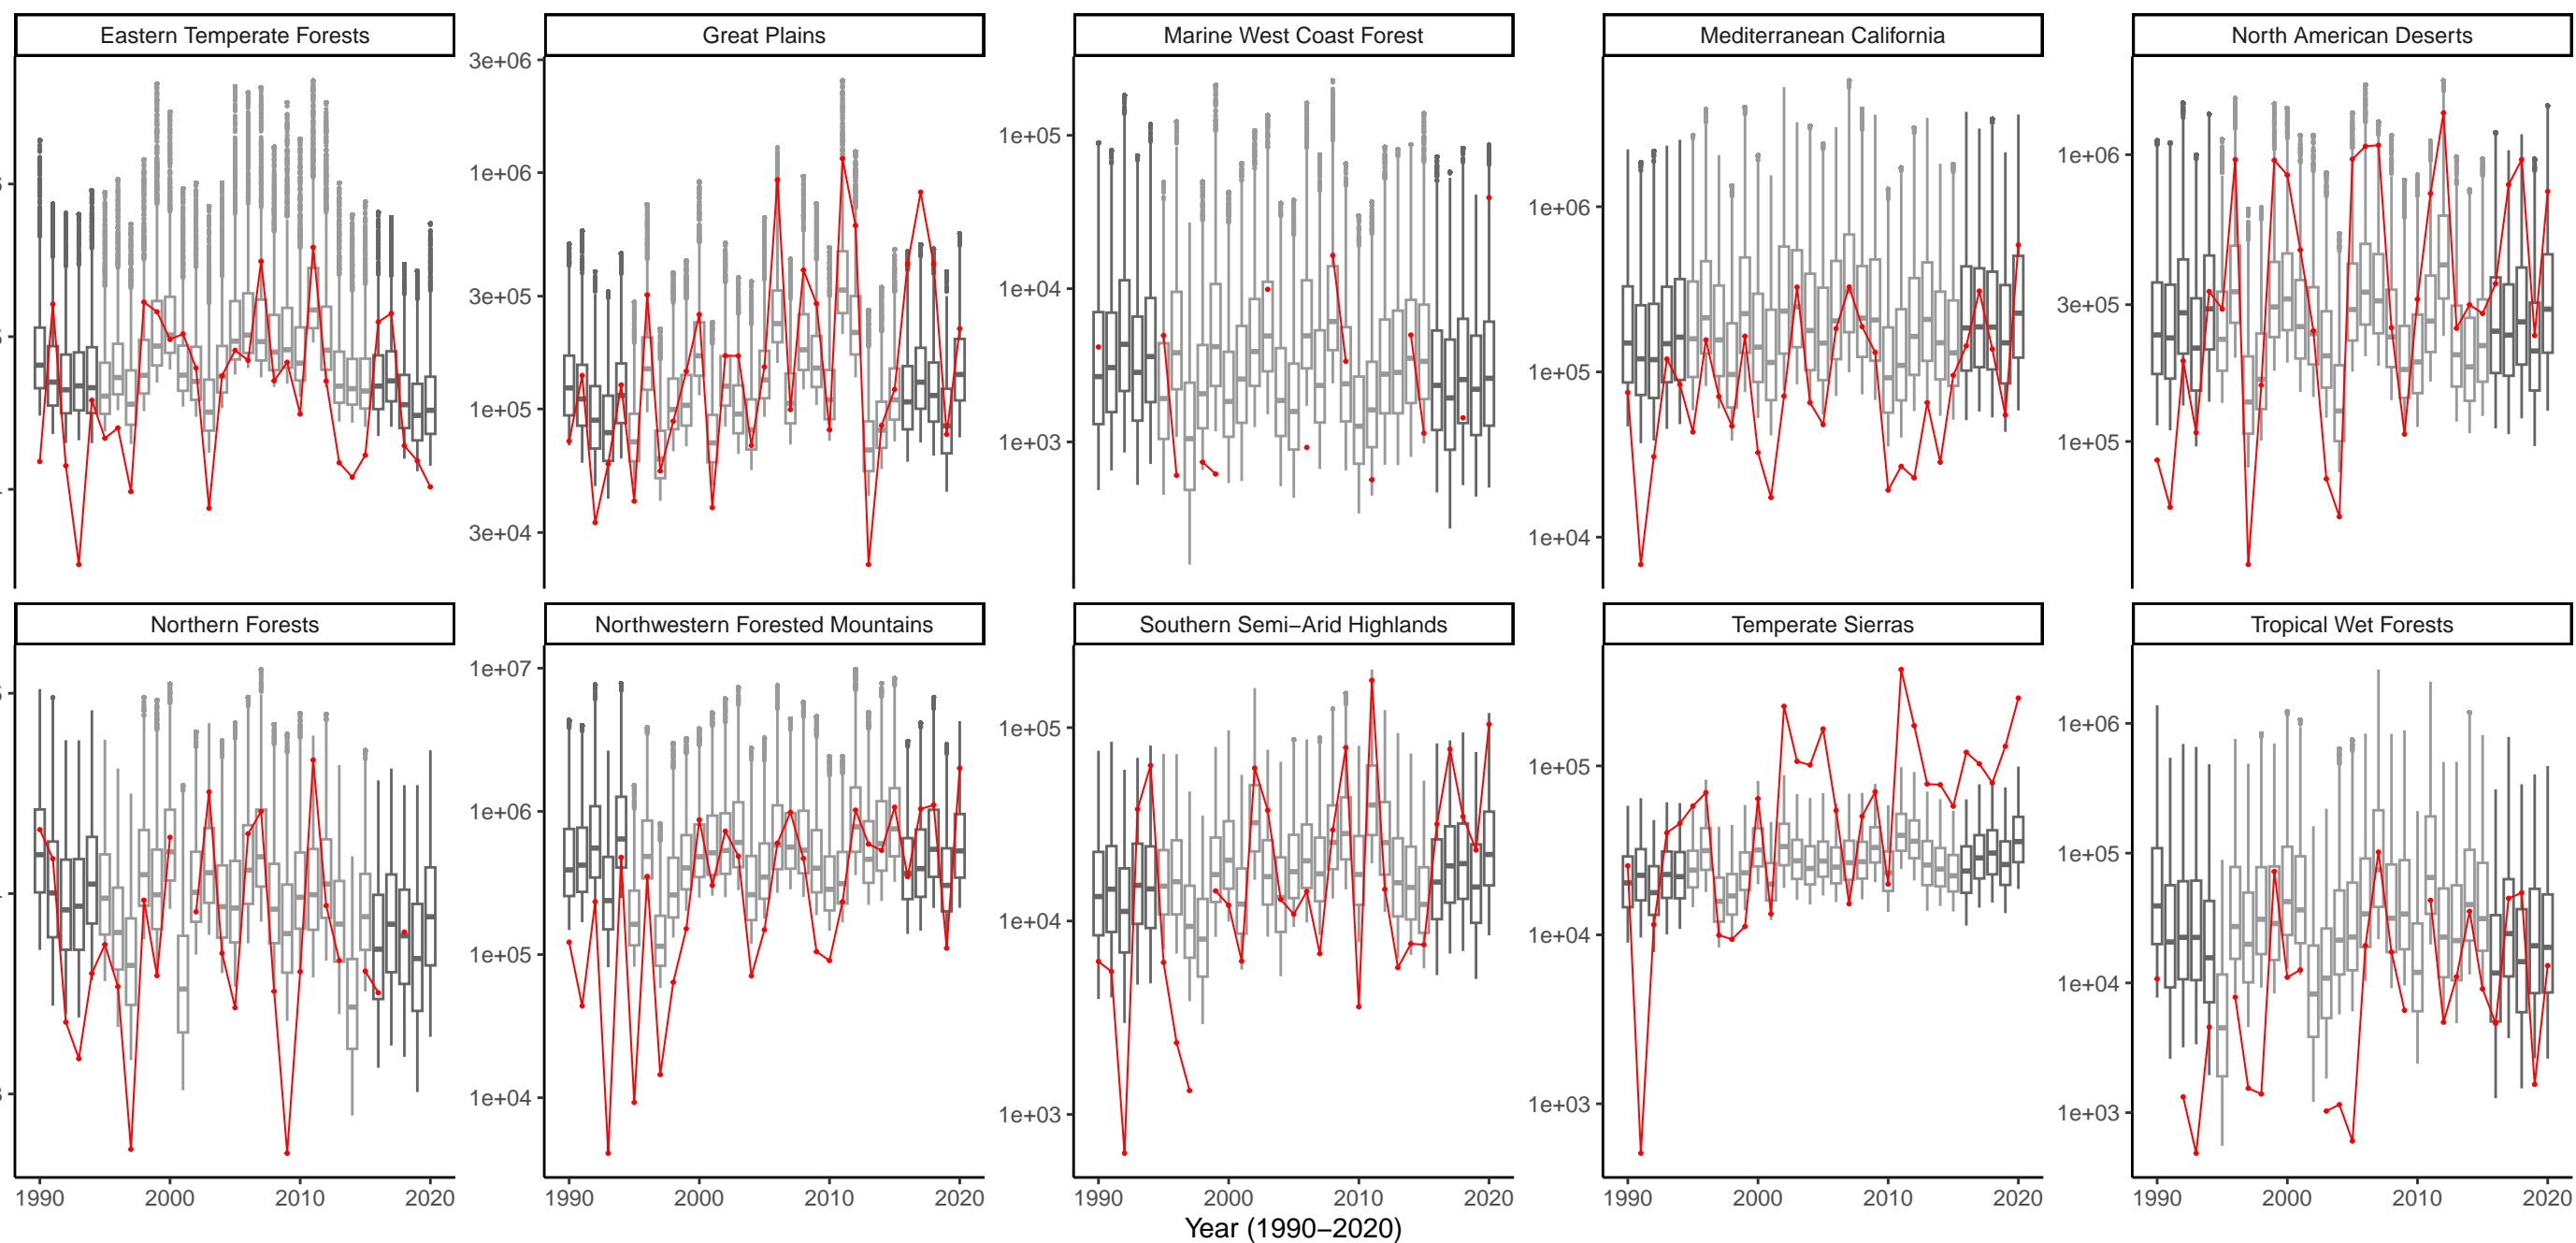 Eastern Temperate Forests
Great Plains
Marine West Coast Forest
Mediterranean California
North American Deserts
3e+06
1e+06
3e+05
1e+05
3e+04
1e+05
1e+04
1e+03
1e+06
1e+05
1e+04
1e+06
3e+05
1e+05
Northern Forests
Northwestern Forested Mountains
Southern Semi−Arid Highlands
Temperate Sierras
Tropical Wet Forests
1e+07
1e+06
1e+05
1e+04
1e+05
1e+04
1e+03
1e+05
1e+04
1e+03
1e+06
1e+05
1e+04
1e+03
1990 2000 2010 2020
1990 2000 2010 2020
1990 2000 2010 2020
1990 2000 2010 2020
1990 2000 2010 2020
Year (1990−2020)